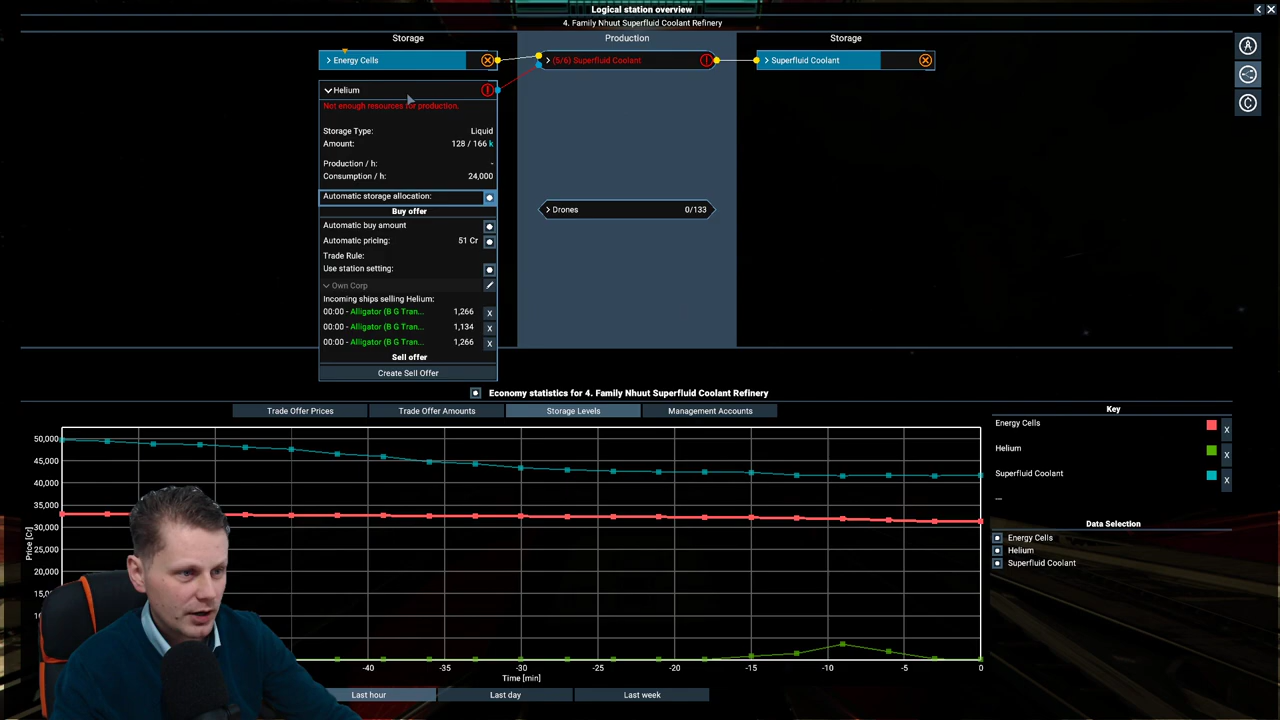 Logical station overview
4. Family Nhuut Superfluid Coolant Refinery
Storage
Production
Storage
Energy Cells
(5/6) Superfluid Coolant
Superfluid Coolant
Helium
Not enough resources for production.
Storage Type: Liquid
Amount: 128 / 166 k
Production / h: -
Consumption / h: 24,000
Automatic storage allocation:
Buy offer
Automatic buy amount
Automatic pricing: 51 Cr
Trade Rule:
Use station setting:
Own Corp
Incoming ships selling Helium:
00:00 - Alligator (B G Tran... 1,266 x
00:00 - Alligator (B G Tran... 1,134 x
00:00 - Alligator (B G Tran... 1,266 x
Sell offer
Create Sell Offer
Drones 0/133
A
C
Economy statistics for 4. Family Nhuut Superfluid Coolant Refinery
Trade Offer Prices
Trade Offer Amounts
Storage Levels
Management Accounts
Key
Energy Cells X
Helium X
Superfluid Coolant X
---
Data Selection
Energy Cells
Helium
Superfluid Coolant
50,000
45,000
40,000
35,000
30,000
25,000
20,000
Price [Cr]
-40 -35 -30 -25 -20 -15 -10 -5 0
Time [min]
Last hour
Last day
Last week